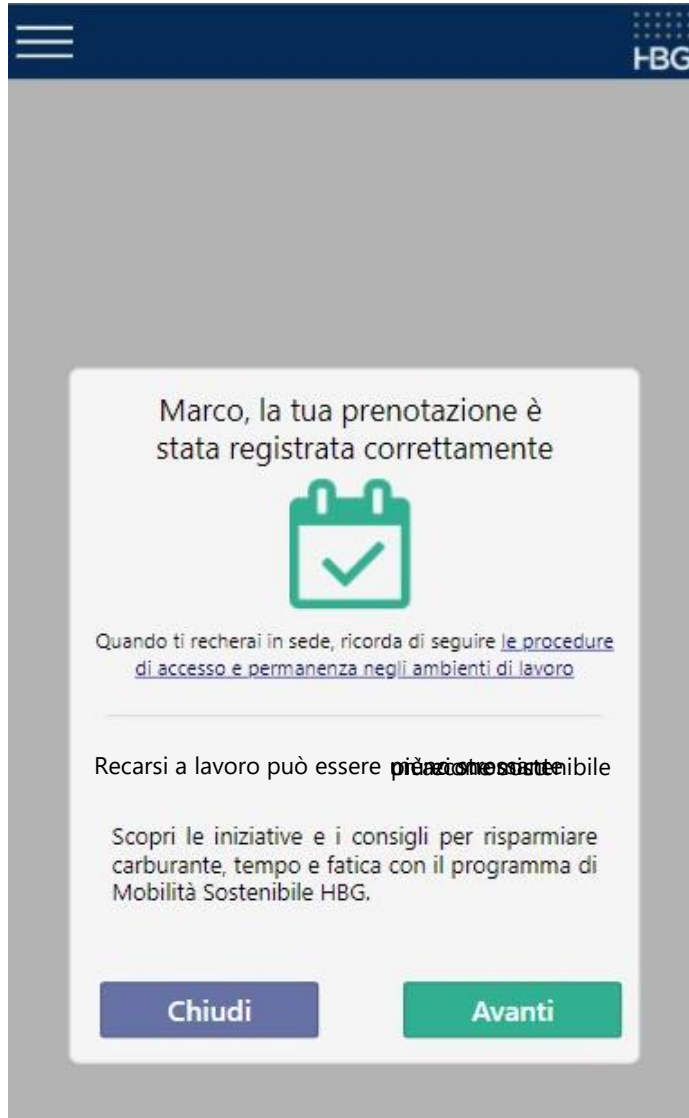 HBG
Marco, la tua prenotazione è
stata registrata correttamente
Quando ti recherai in sede, ricorda di seguire le procedure
di accesso e permanenza negli ambienti di lavoro
Recarsi a lavoro può essere
Scopri le iniziative e i consigli per risparmiare
carburante, tempo e fatica con il programma di
Mobilità Sostenibile HBG.
Chiudi
Avanti